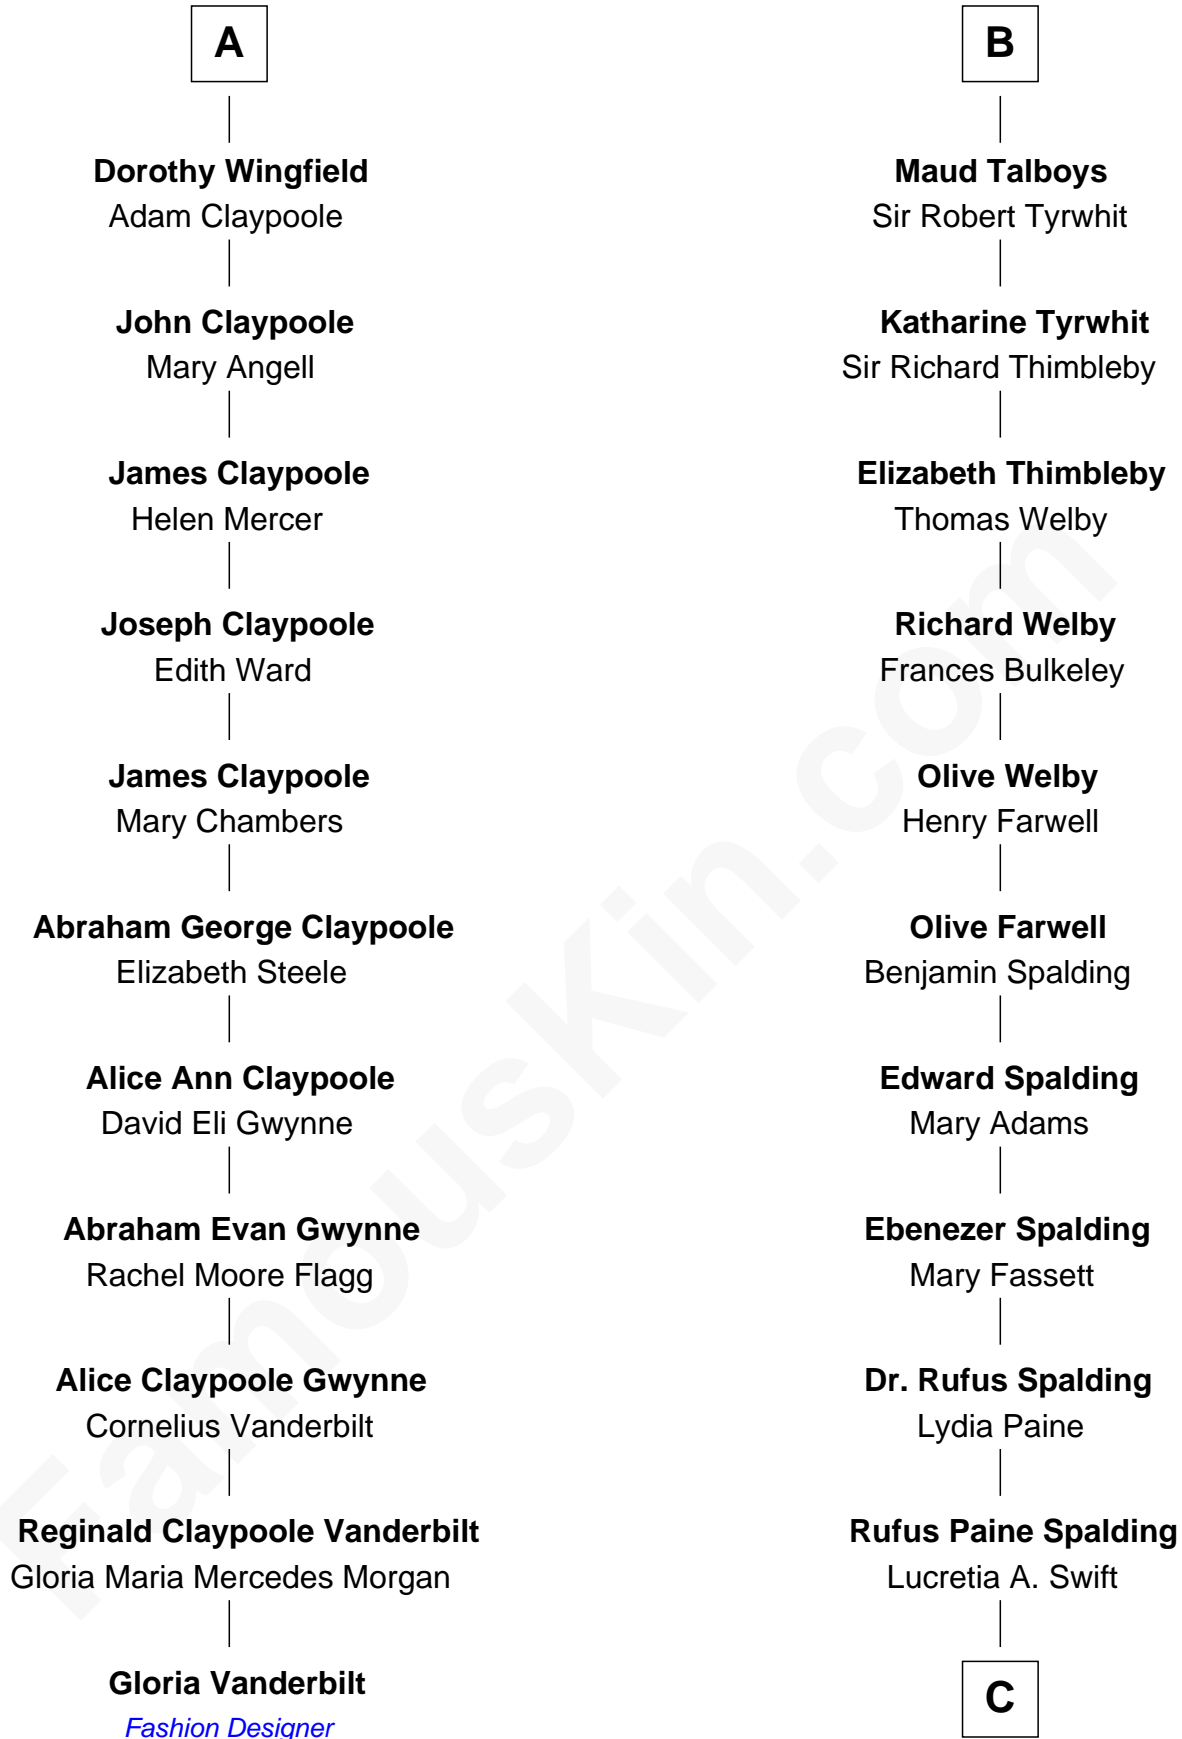 A
Dorothy Wingfield
Adam Claypoole
John Claypoole
Mary Angell
James Claypoole
Helen Mercer
Joseph Claypoole
Edith Ward
James Claypoole
Mary Chambers
Abraham George Claypoole
Elizabeth Steele
Alice Ann Claypoole
David Eli Gwynne
Abraham Evan Gwynne
Rachel Moore Flagg
Alice Claypoole Gwynne
Cornelius Vanderbilt
Reginald Claypoole Vanderbilt
Gloria Maria Mercedes Morgan
Gloria Vanderbilt
Fashion Designer
B
Maud Talboys
Sir Robert Tyrwhit
Katharine Tyrwhit
Sir Richard Thimbleby
Elizabeth Thimbleby
Thomas Welby
Richard Welby
Frances Bulkeley
Olive Welby
Henry Farwell
Olive Farwell
Benjamin Spalding
Edward Spalding
Mary Adams
Ebenezer Spalding
Mary Fassett
Dr. Rufus Spalding
Lydia Paine
Rufus Paine Spalding
Lucretia A. Swift
C
FamousKin.com